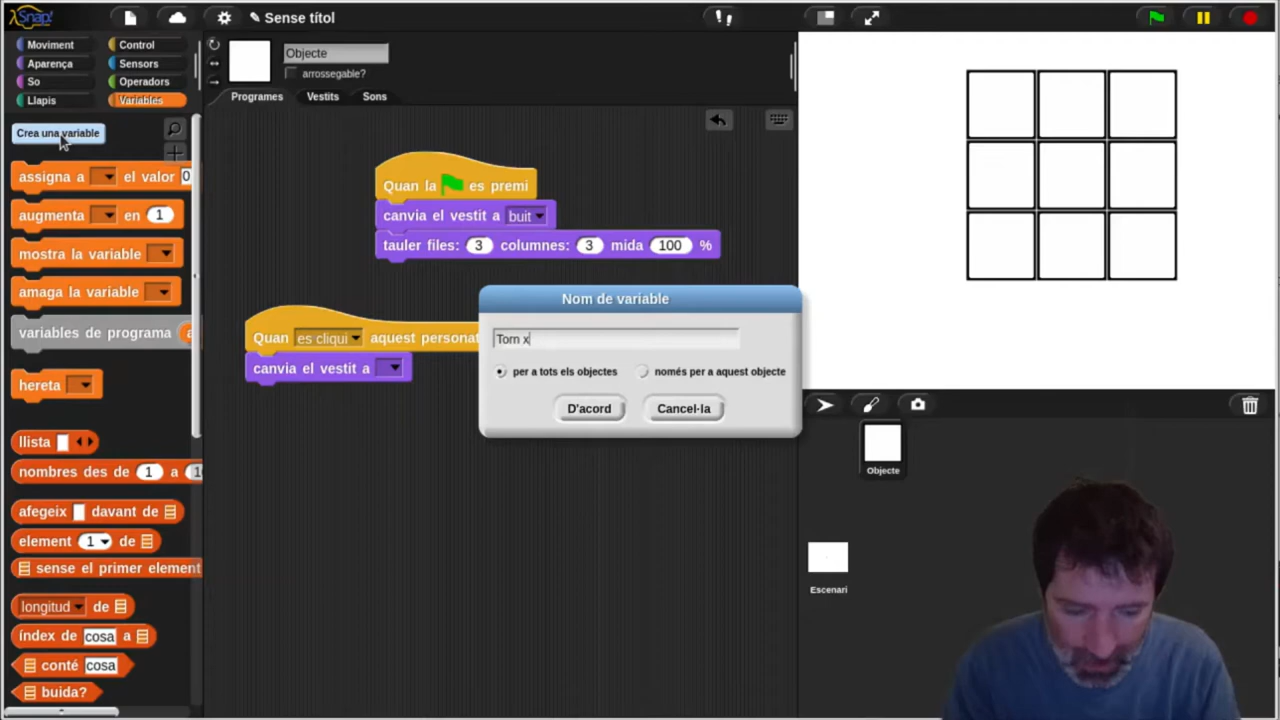 Snap!
Sense títol
Moviment
Control
Aparença
Sensors
So
Operadors
Llapis
Variables
Crea una variable
assigna a el valor 0
augmenta en 1
mostra la variable
amaga la variable
variables de programa
hereta
llista
nombres des de 1 a
afegeix davant de
element 1 de
sense el primer element
longitud de
índex de cosa a
conté cosa
buida?
Objecte
arrossegable?
Programes Vestits Sons
Quan la es premi
canvia el vestit a buit
tauler files: 3 columnes: 3 mida 100 %
Quan es cliqui aquest personat
canvia el vestit a
Nom de variable
Torn x
per a tots els objectes
només per a aquest objecte
D'acord
Cancel·la
Objecte
Escenari